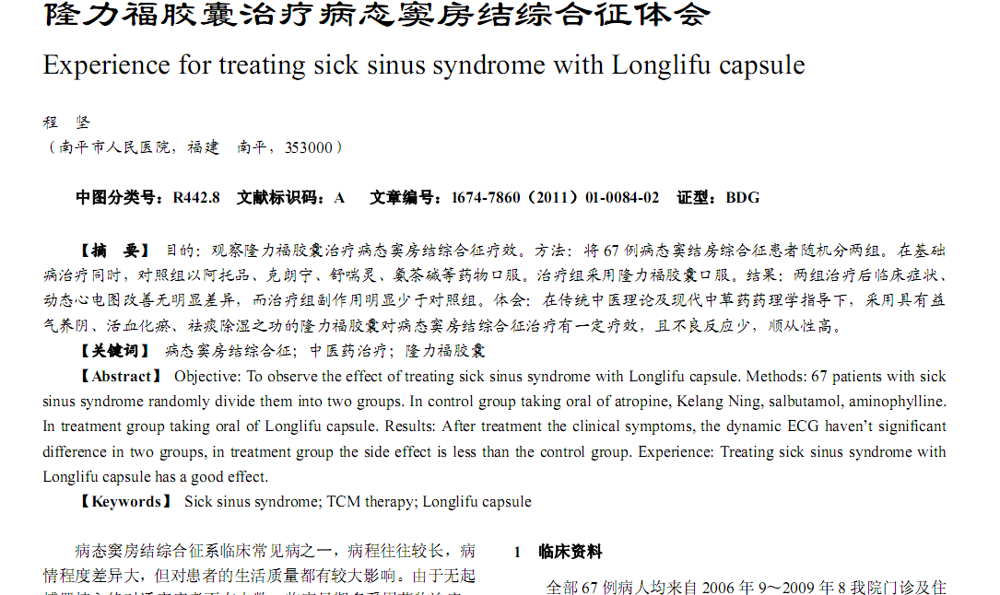 隆力福胶囊治疗病态窦房结综合征体会
Experience for treating sick sinus syndrome with Longlifu capsule
程 坚
（南平市人民医院，福建 南平，353000）
中图分类号：R442.8 文献标识码：A 文章编号：1674-7860（2011）01-0084-02 证型：BDG
【摘 要】 目的：观察隆力福胶囊治疗病态窦房结综合征疗效。方法：将 67 例病态窦结房综合征患者随机分两组。在基础
病治疗同时，对照组以阿托品、克朗宁、舒喘灵、氨茶碱等药物口服。治疗组采用隆力福胶囊口服。结果：两组治疗后临床症状、
动态心电图改善无明显差异，而治疗组副作用明显少于对照组。体会：在传统中医理论及现代中草药药理学指导下，采用具有益
气养阴、活血化瘀、祛痰除湿之功的隆力福胶囊对病态窦房结综合征治疗有一定疗效，且不良反应少，顺从性高。
【关键词】 病态窦房结综合征；中医药治疗；隆力福胶囊
【Abstract】 Objective: To observe the effect of treating sick sinus syndrome with Longlifu capsule. Methods: 67 patients with sick
sinus syndrome randomly divide them into two groups. In control group taking oral of atropine, Kelang Ning, salbutamol, aminophylline.
In treatment group taking oral of Longlifu capsule. Results: After treatment the clinical symptoms, the dynamic ECG haven't significant
difference in two groups, in treatment group the side effect is less than the control group. Experience: Treating sick sinus syndrome with
Longlifu capsule has a good effect.
【Keywords】 Sick sinus syndrome; TCM therapy; Longlifu capsule
病态窦房结综合征系临床常见病之一，病程往往较长，病
情程度差异大，但对患者的生活质量都有较大影响。由于无起
1 临床资料
全部 67 例病人均来自 2006 年 9～2009 年 8 我院门诊及住